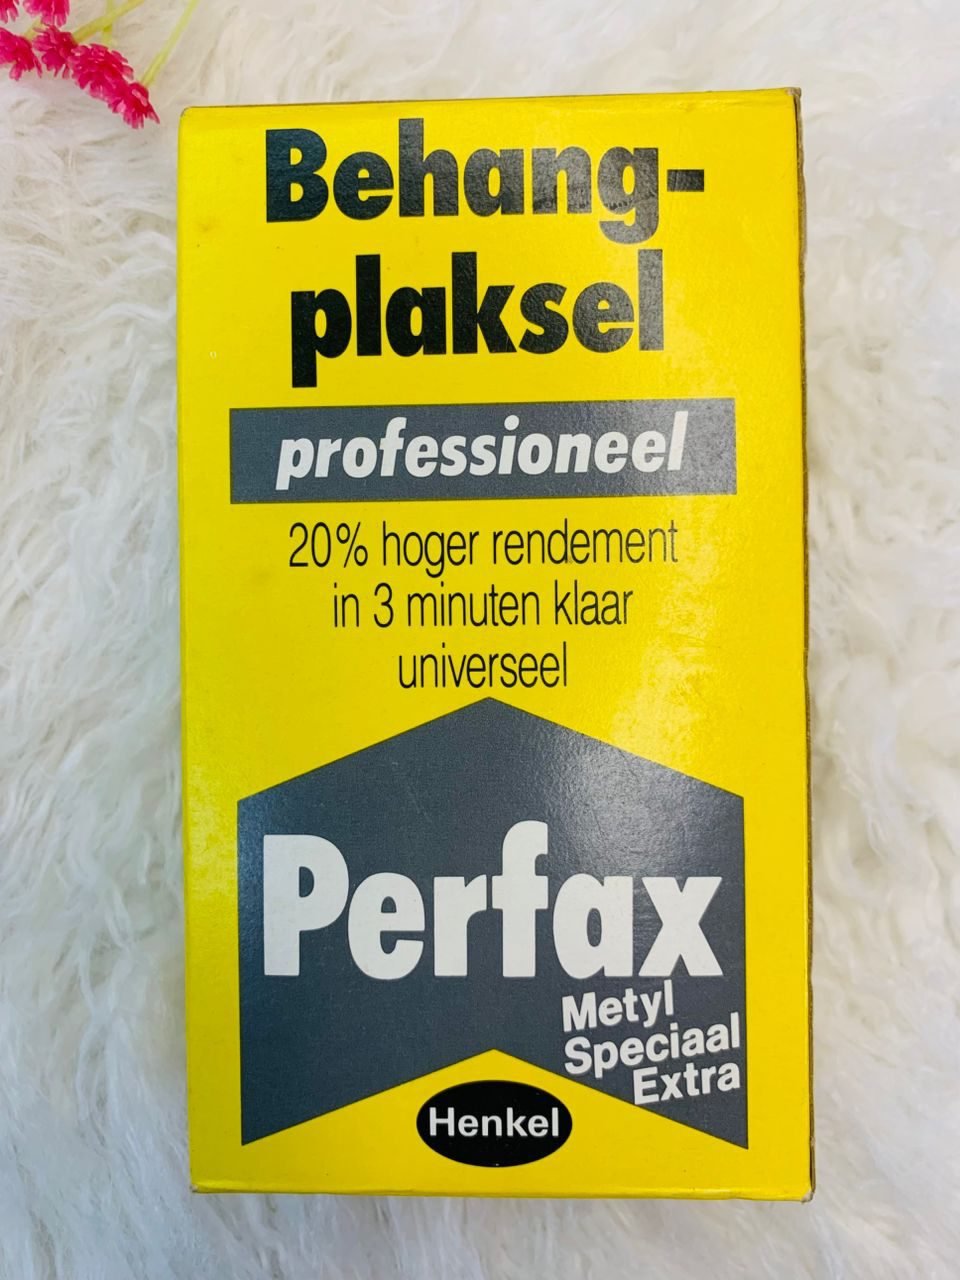 Behang-
plaksel
professioneel
20% hoger rendement
in 3 minuten klaar
universeel
Perfax
Metyl
Speciaal
Extra
Henkel